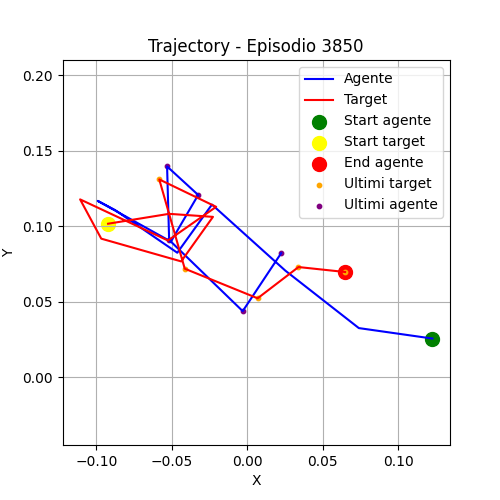 Trajectory - Episodio 3850
Agente
Target
Start agente
Start target
End agente
Ultimi target
Ultimi agente
Y
0.20
0.15
0.10
0.05
0.00
−0.10
−0.05
0.00
0.05
0.10
X